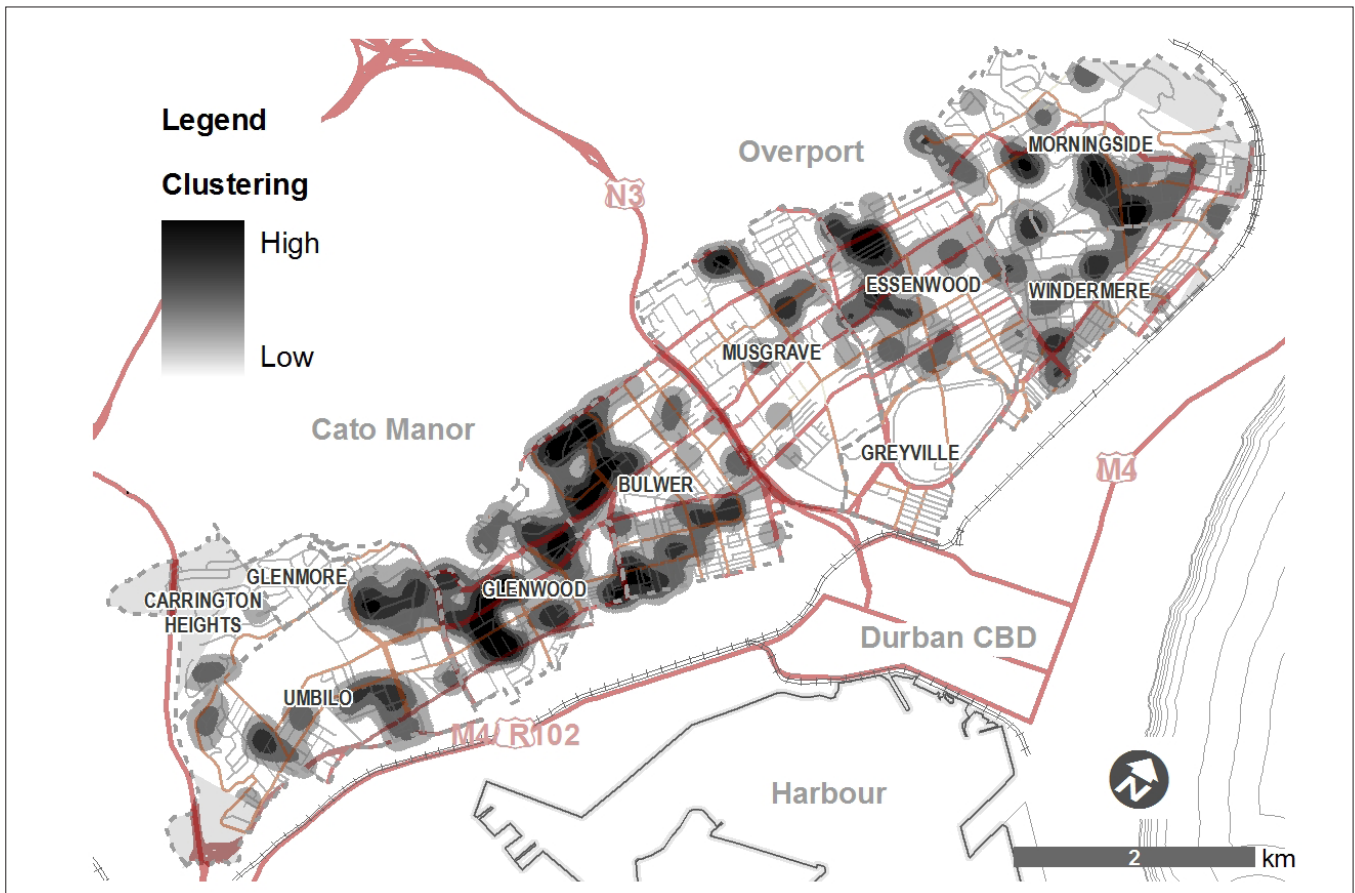 Legend
Clustering
High
Low
N3
Overport
MORNINGSIDE
ESSENWOOD
WINDERMERE
MUSGRAVE
Cato Manor
GREYVILLE
M4
BULWER
GLENMORE
CARRINGTON
HEIGHTS
GLENWOOD
Durban CBD
UMBILO
M4/ R102
Harbour
N
2
km